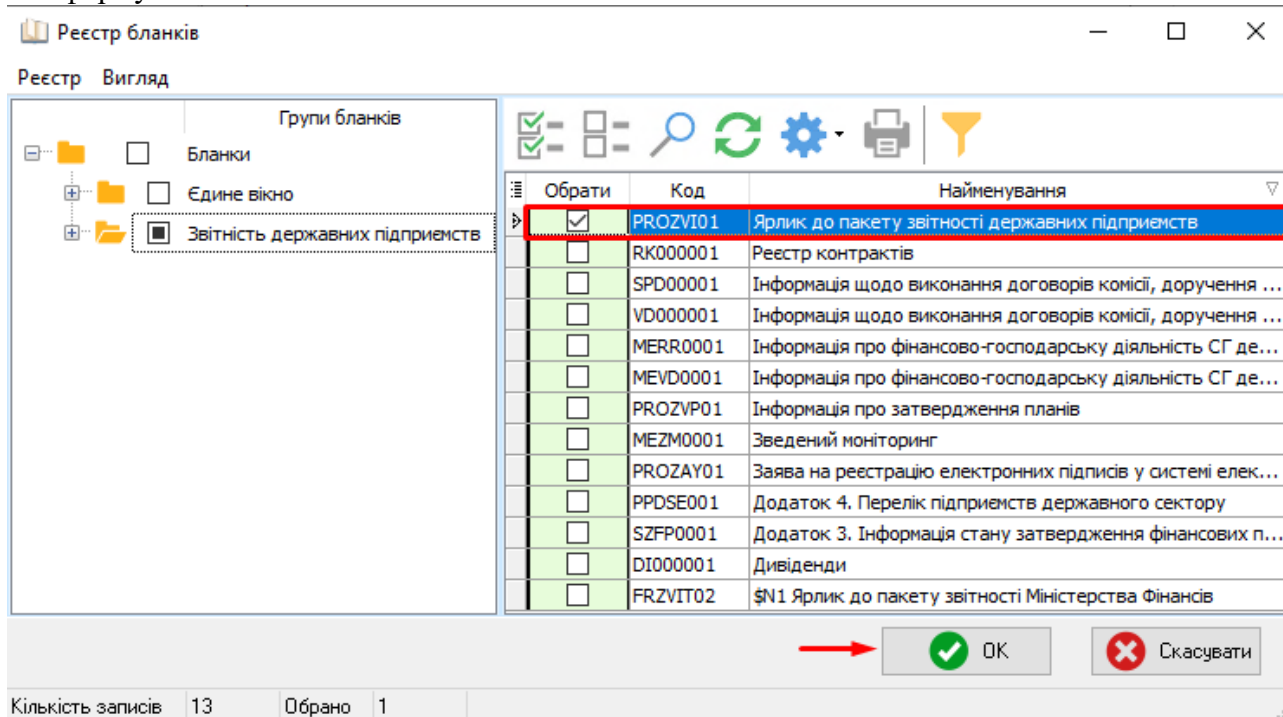 Реєстр бланків
Реєстр Вигляд
Групи бланків
Бланки
Єдине вікно
Звітність державних підприємств
Обрати Код Найменування
PROZVI01 Ярлик до пакету звітності державних підприємств
RK000001 Реєстр контрактів
SPD00001 Інформація щодо виконання договорів комісії, доручення ...
VD000001 Інформація щодо виконання договорів комісії, доручення ...
MERR0001 Інформація про фінансово-господарську діяльність СГ де...
MEVD0001 Інформація про фінансово-господарську діяльність СГ де...
PROZVP01 Інформація про затвердження планів
MEZM0001 Зведений моніторинг
PROZAY01 Заява на реєстрацію електронних підписів у системі елек...
PPDSE001 Додаток 4. Перелік підприємств державного сектору
SZFP0001 Додаток 3. Інформація стану затвердження фінансових п...
DI000001 Дивіденди
FRZVIT02 $N1 Ярлик до пакету звітності Міністерства Фінансів
OK Скасувати
Кількість записів 13 Обрано 1